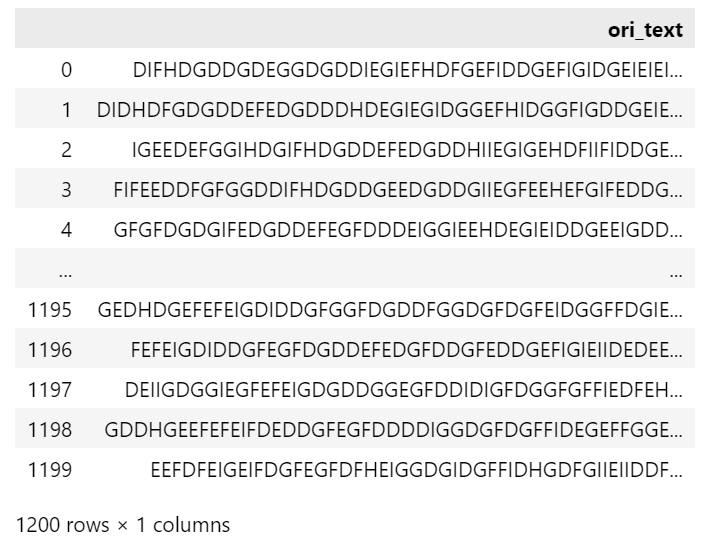 ori_text
0 DIFHDGDDGDEGGDGDDIEGIEFHDFGEFIDDGEFIGIDGEIEIEI...
1 DIDHDFGDGDDEFEDGDDDHDEGIEGIDGGEFHIDGGFIGDDGEIE...
2 IGEEDEFGGIHDGIFHDGDDEFEDGDDHIIEGIGEHDFIIFIDDGE...
3 FIFEEDDFGFGGDDIFHDGDDGEEDGDDGIIEGFEEHEFGIFEDDG...
4 GFGFDGDGIFEDGDDEFEGFDDDEIGGIEEHDEGIEIDDGEEIGDD...
... ...
1195 GEDHDGEFEFEIGDIDDGFGGFDGDDFGGDGFDGFEIDGGFFDGIE...
1196 FEFEIGDIDDGFEGFDGDDEFEDGFDDGFEDDGEFIGIEIIDEDEE...
1197 DEIIGDGGIEGFEFEIGDGDDGGEGFDDIDIGFDGGFGFFIEDFEH...
1198 GDDHGEEFEFEIFDEDDGFEGFDDDDIGGDGFDGFFIDEGEFFGGE...
1199 EEFDFEIGEIFDGFEGFDFHEIGGDGIDGFFIDHGDFGIIEIIDDF...
1200 rows × 1 columns